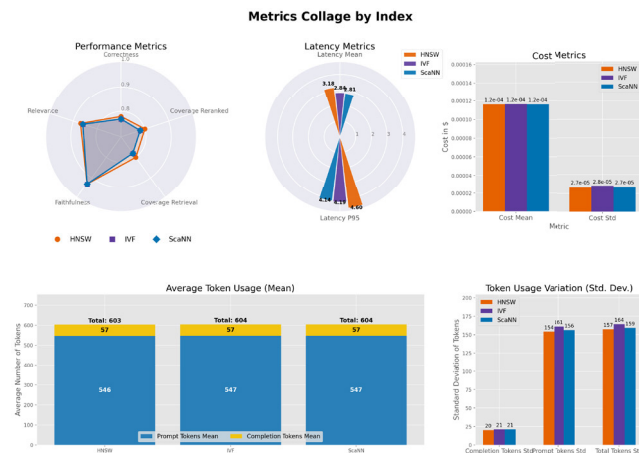 Metrics Collage by Index
Performance Metrics
Correctness
1.0
0.8
Relevance
Coverage Reranked
Faithfulness
Coverage Retrieval
HNSW
IVF
ScaNN
Latency Metrics
Latency Mean
HNSW
IVF
ScaNN
3.18
2.84
2.81
1
2
3
4
4.60
Latency P95
Cost Metrics
HNSW
IVF
ScaNN
Cost in $
0.00016
0.00014
0.00012
0.00010
0.00008
0.00006
0.00004
0.00002
0.00000
1.2e-04
1.2e-04
1.2e-04
2.7e-05
2.8e-05
2.7e-05
Cost Mean
Cost Std
Metric
Average Token Usage (Mean)
Average Number of Tokens
700
600
500
400
300
200
100
0
Total: 603
Total: 604
Total: 604
57
57
57
546
547
547
Prompt Tokens Mean
Completion Tokens Mean
HNSW
IVF
ScaNN
Token Usage Variation (Std. Dev.)
Standard Deviation of Tokens
200
175
150
125
100
75
50
25
0
HNSW
IVF
ScaNN
20
21
21
154
161
156
157
164
159
Completion Tokens Std
Prompt Tokens Std
Total Tokens St